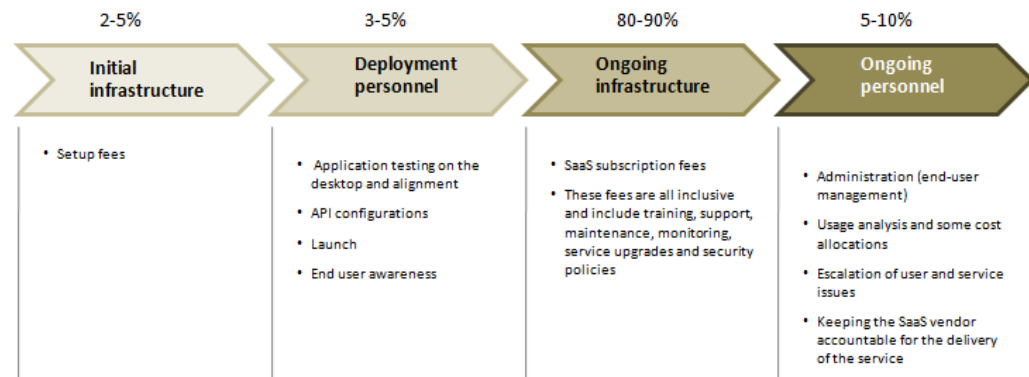 2-5%
3-5%
80-90%
5-10%
Initial
infrastructure
Deployment
personnel
Ongoing
infrastructure
Ongoing
personnel
• Setup fees
• Application testing on the
desktop and alignment
• API configurations
• Launch
• End user awareness
• SaaS subscription fees
• These fees are all inclusive
and include training, support,
maintenance, monitoring,
service upgrades and security
policies
• Administration (end-user
management)
• Usage analysis and some cost
allocations
• Escalation of user and service
issues
• Keeping the SaaS vendor
accountable for the delivery
of the service